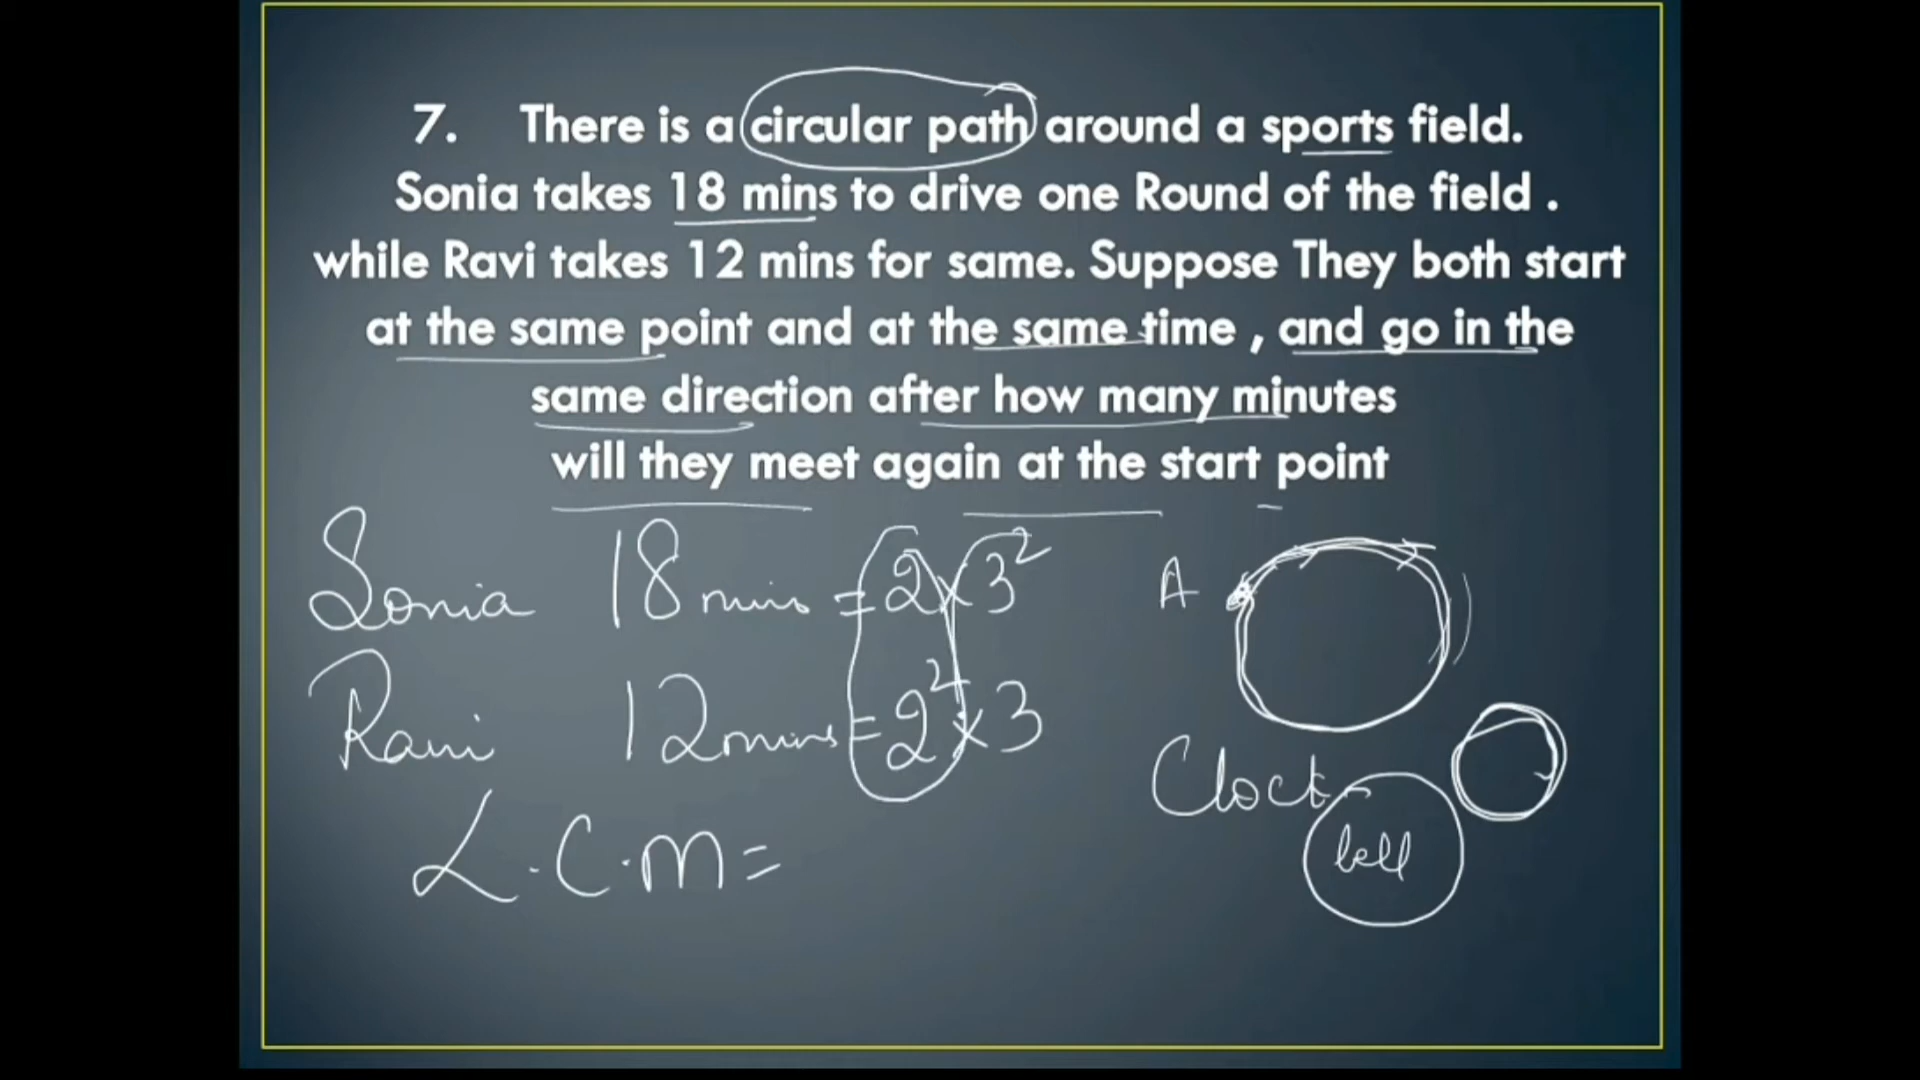 7. There is a circular path around a sports field.
Sonia takes 18 mins to drive one Round of the field .
while Ravi takes 12 mins for same. Suppose They both start
at the same point and at the same time , and go in the
same direction after how many minutes
will they meet again at the start point
Sonia 18 mins = 2 × 3²
A
Ravi 12 mins = 2² × 3
Clock
bell
L.C.M =